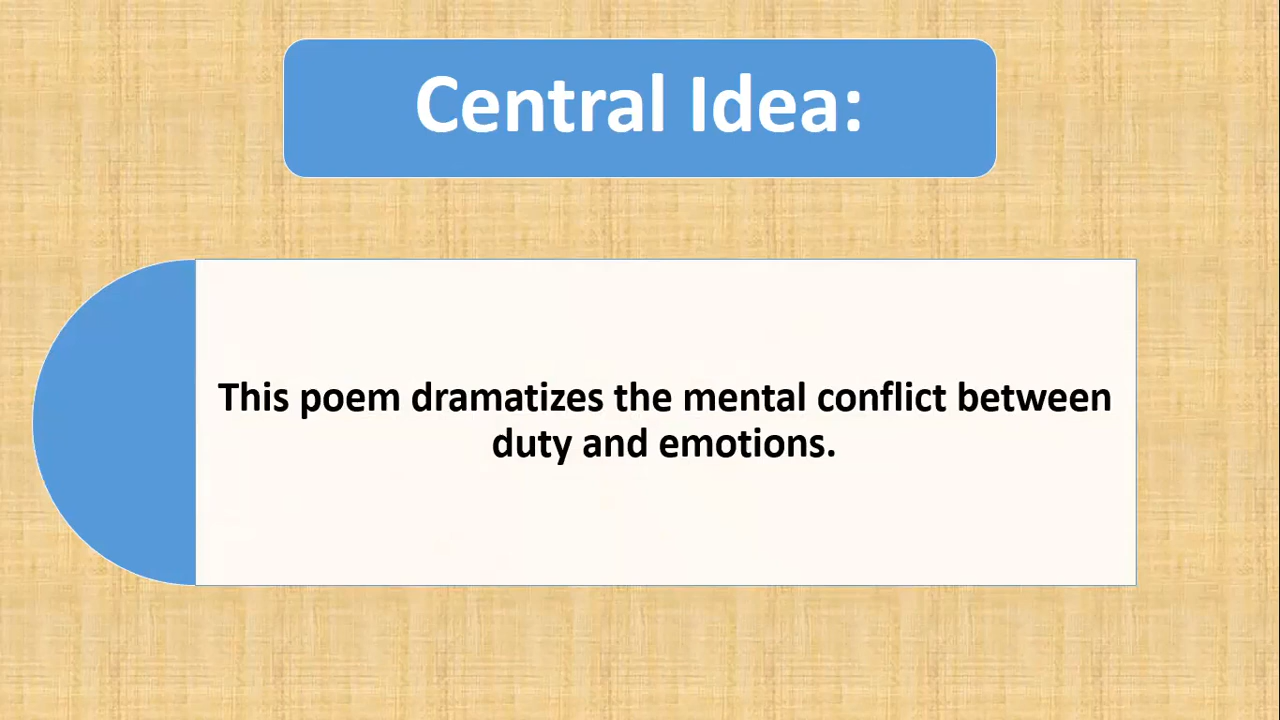 Central Idea:
This poem dramatizes the mental conflict between
duty and emotions.